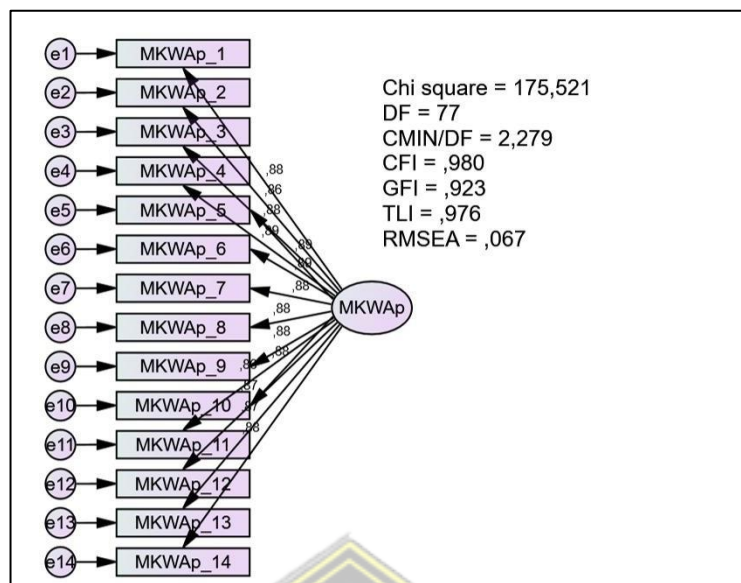 e1
MKWAp_1
e2
MKWAp_2
e3
MKWAp_3
e4
MKWAp_4
e5
MKWAp_5
e6
MKWAp_6
e7
MKWAp_7
e8
MKWAp_8
e9
MKWAp_9
e10
MKWAp_10
e11
MKWAp_11
e12
MKWAp_12
e13
MKWAp_13
e14
MKWAp_14
,88
,86
,88
,89
,89
,88
,88
,88
,88
,87
,88
MKWAp
Chi square = 175,521
DF = 77
CMIN/DF = 2,279
CFI = ,980
GFI = ,923
TLI = ,976
RMSEA = ,067